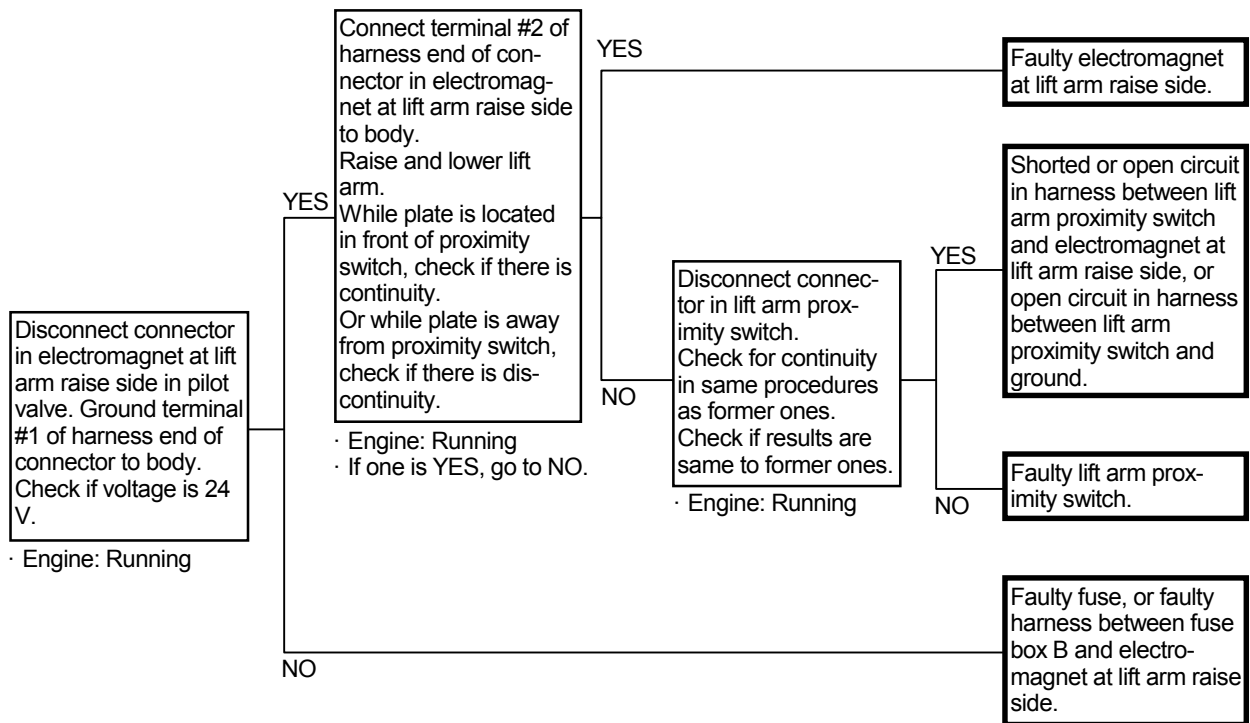 Disconnect connector
in electromagnet at lift
arm raise side in pilot
valve. Ground terminal
#1 of harness end of
connector to body.
Check if voltage is 24
V.
· Engine: Running
YES
NO
Connect terminal #2 of
harness end of con-
nector in electromag-
net at lift arm raise side
to body.
Raise and lower lift
arm.
While plate is located
in front of proximity
switch, check if there is
continuity.
Or while plate is away
from proximity switch,
check if there is dis-
continuity.
· Engine: Running
· If one is YES, go to NO.
YES
NO
Disconnect connec-
tor in lift arm prox-
imity switch.
Check for continuity
in same procedures
as former ones.
Check if results are
same to former ones.
· Engine: Running
YES
NO
Faulty electromagnet
at lift arm raise side.
Shorted or open circuit
in harness between lift
arm proximity switch
and electromagnet at
lift arm raise side, or
open circuit in harness
between lift arm
proximity switch and
ground.
Faulty lift arm prox-
imity switch.
Faulty fuse, or faulty
harness between fuse
box B and electro-
magnet at lift arm raise
side.